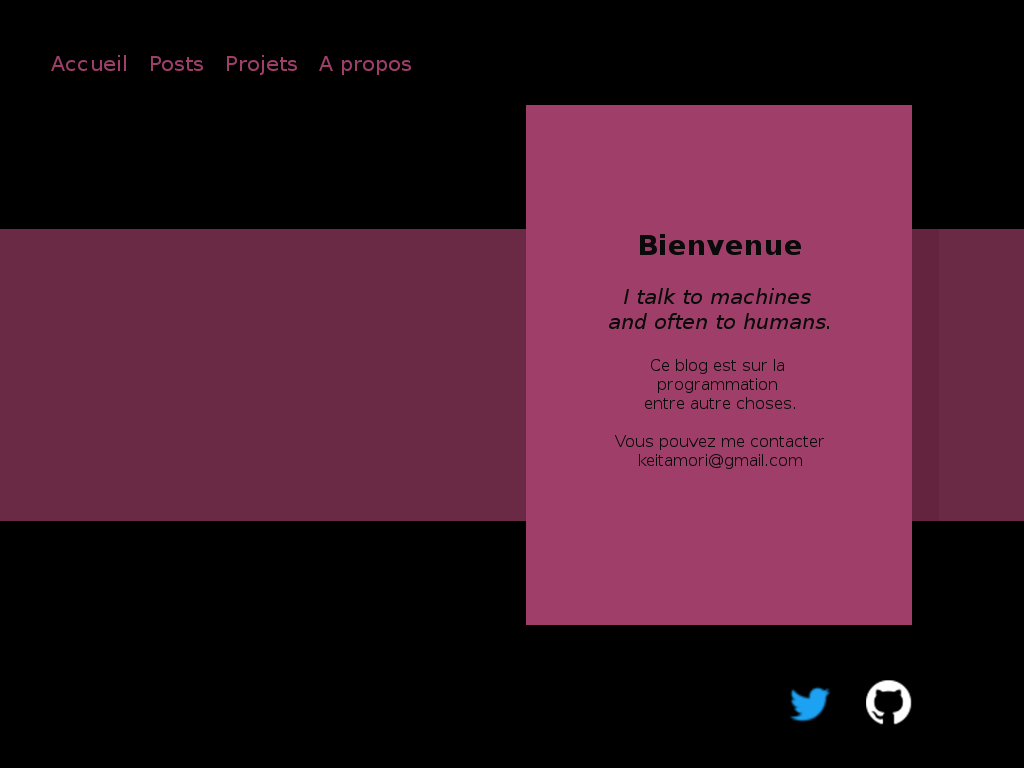 Accueil Posts Projets A propos
Bienvenue
I talk to machines
and often to humans.
Ce blog est sur la
programmation
entre autre choses.
Vous pouvez me contacter
keitamori@gmail.com